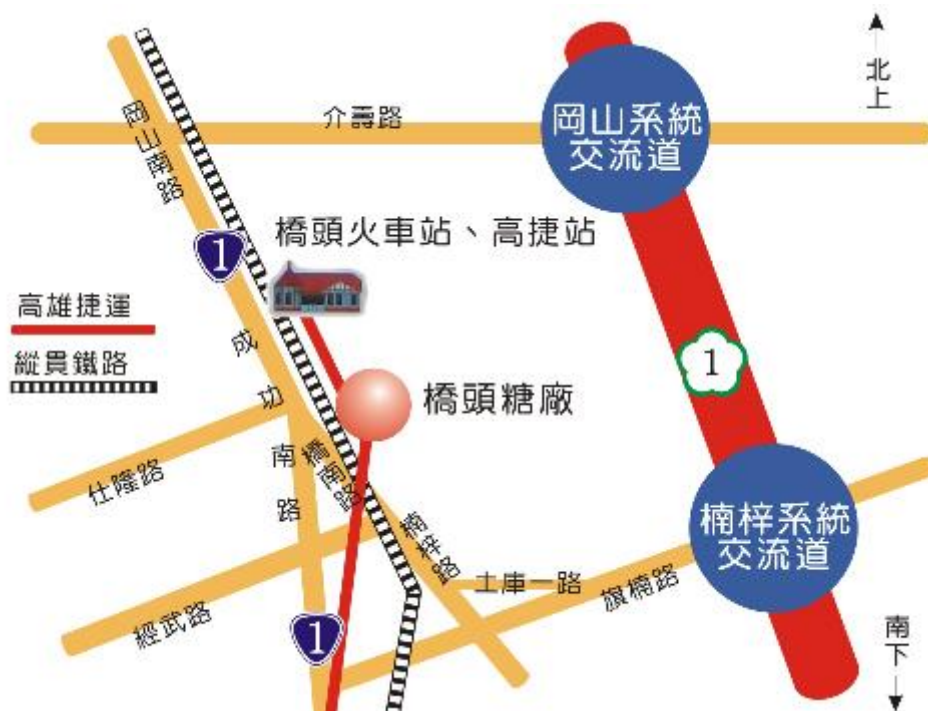 北上
介壽路
岡山系統
交流道
岡山南路
1
橋頭火車站、高捷站
高雄捷運
縱貫鐵路
1
成功南路
橋頭糖廠
仕隆路
橋南路
楠梓路
楠梓系統
交流道
土庫一路
旗楠路
經武路
1
南下